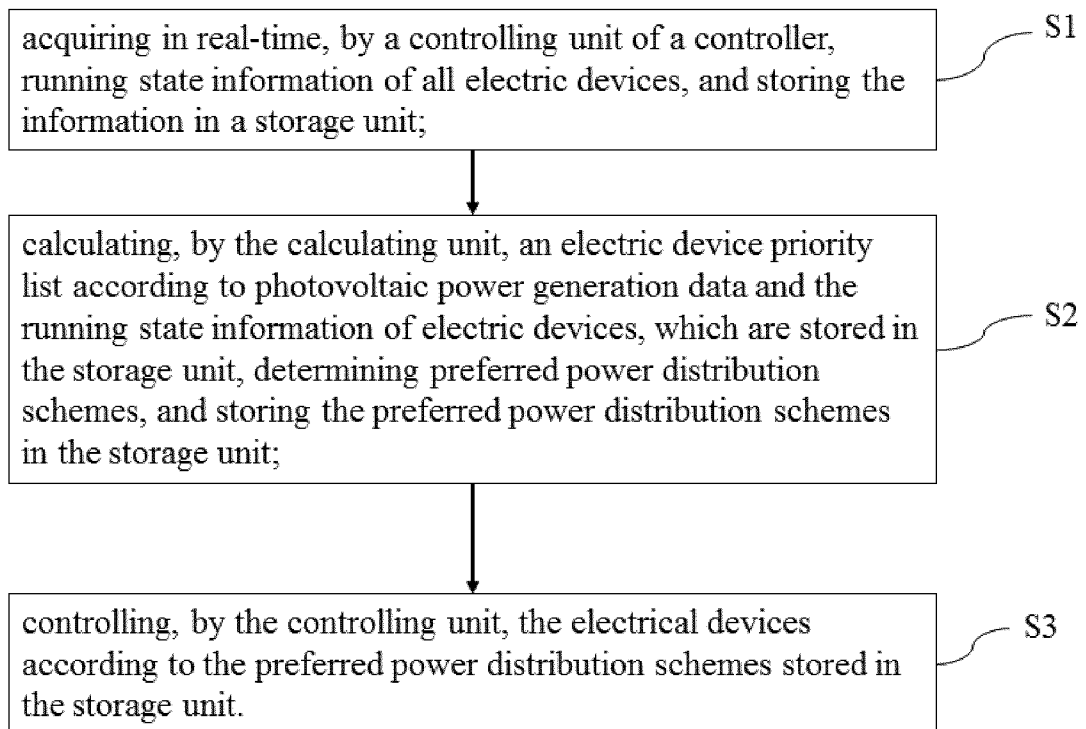 acquiring in real-time, by a controlling unit of a controller,
running state information of all electric devices, and storing the
information in a storage unit;
S1
calculating, by the calculating unit, an electric device priority
list according to photovoltaic power generation data and the
running state information of electric devices, which are stored in
the storage unit, determining preferred power distribution
schemes, and storing the preferred power distribution schemes
in the storage unit;
S2
controlling, by the controlling unit, the electrical devices
according to the preferred power distribution schemes stored in
the storage unit.
S3